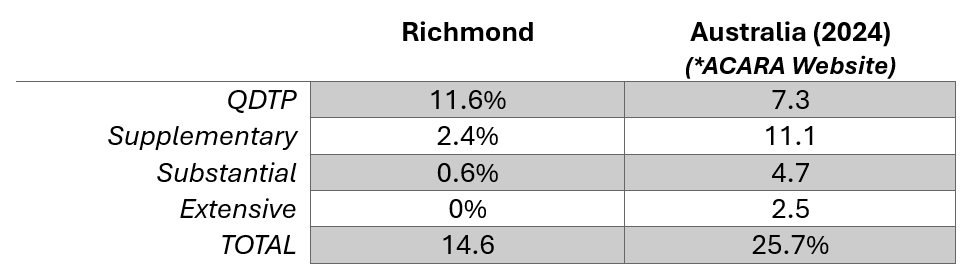 Richmond Australia (2024)
(*ACARA Website)
QDTP 11.6% 7.3
Supplementary 2.4% 11.1
Substantial 0.6% 4.7
Extensive 0% 2.5
TOTAL 14.6 25.7%